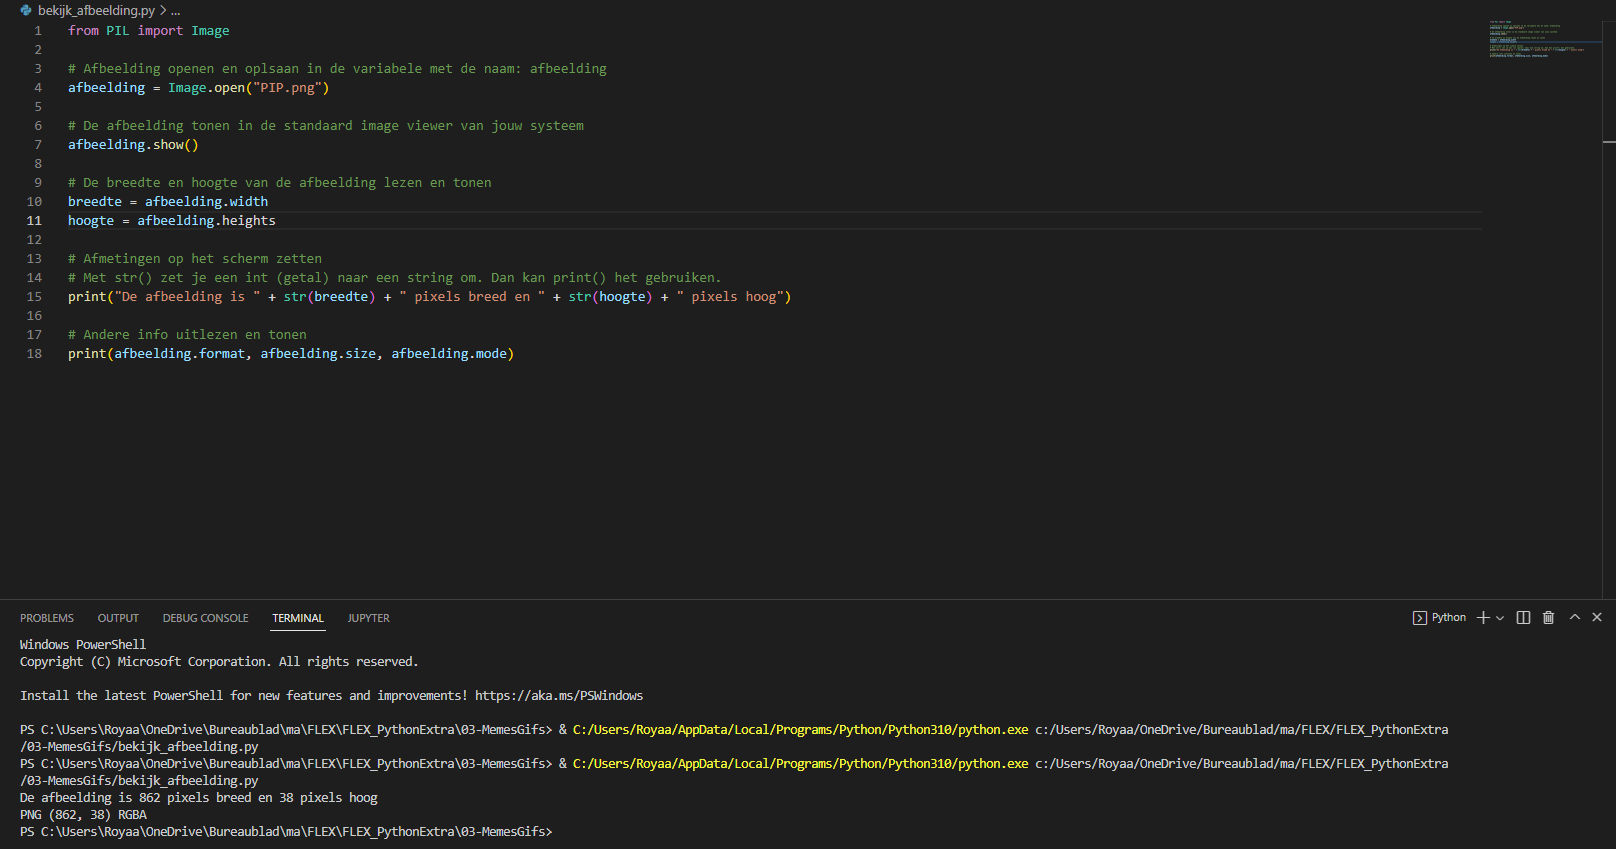 bekijk_afbeelding.py > ...
1 from PIL import Image
2
3 # Afbeelding openen en oplsaan in de variabele met de naam: afbeelding
4 afbeelding = Image.open("PIP.png")
5
6 # De afbeelding tonen in de standaard image viewer van jouw systeem
7 afbeelding.show()
8
9 # De breedte en hoogte van de afbeelding lezen en tonen
10 breedte = afbeelding.width
11 hoogte = afbeelding.heights
12
13 # Afmetingen op het scherm zetten
14 # Met str() zet je een int (getal) naar een string om. Dan kan print() het gebruiken.
15 print("De afbeelding is " + str(breedte) + " pixels breed en " + str(hoogte) + " pixels hoog")
16
17 # Andere info uitlezen en tonen
18 print(afbeelding.format, afbeelding.size, afbeelding.mode)
PROBLEMS OUTPUT DEBUG CONSOLE TERMINAL JUPYTER Python
Windows PowerShell
Copyright (C) Microsoft Corporation. All rights reserved.
Install the latest PowerShell for new features and improvements! https://aka.ms/PSWindows
PS C:\Users\Royaa\OneDrive\Bureaublad\ma\FLEX\FLEX_PythonExtra\03-MemesGifs> & C:/Users/Royaa/AppData/Local/Programs/Python/Python310/python.exe c:/Users/Royaa/OneDrive/Bureaublad/ma/FLEX/FLEX_PythonExtra
/03-MemesGifs/bekijk_afbeelding.py
PS C:\Users\Royaa\OneDrive\Bureaublad\ma\FLEX\FLEX_PythonExtra\03-MemesGifs> & C:/Users/Royaa/AppData/Local/Programs/Python/Python310/python.exe c:/Users/Royaa/OneDrive/Bureaublad/ma/FLEX/FLEX_PythonExtra
/03-MemesGifs/bekijk_afbeelding.py
De afbeelding is 862 pixels breed en 38 pixels hoog
PNG (862, 38) RGBA
PS C:\Users\Royaa\OneDrive\Bureaublad\ma\FLEX\FLEX_PythonExtra\03-MemesGifs>